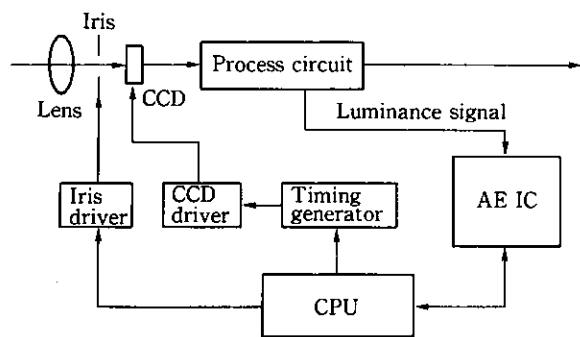 Iris
Process circuit
Lens
CCD
Luminance signal
Iris
driver
CCD
driver
Timing
generator
AE IC
CPU